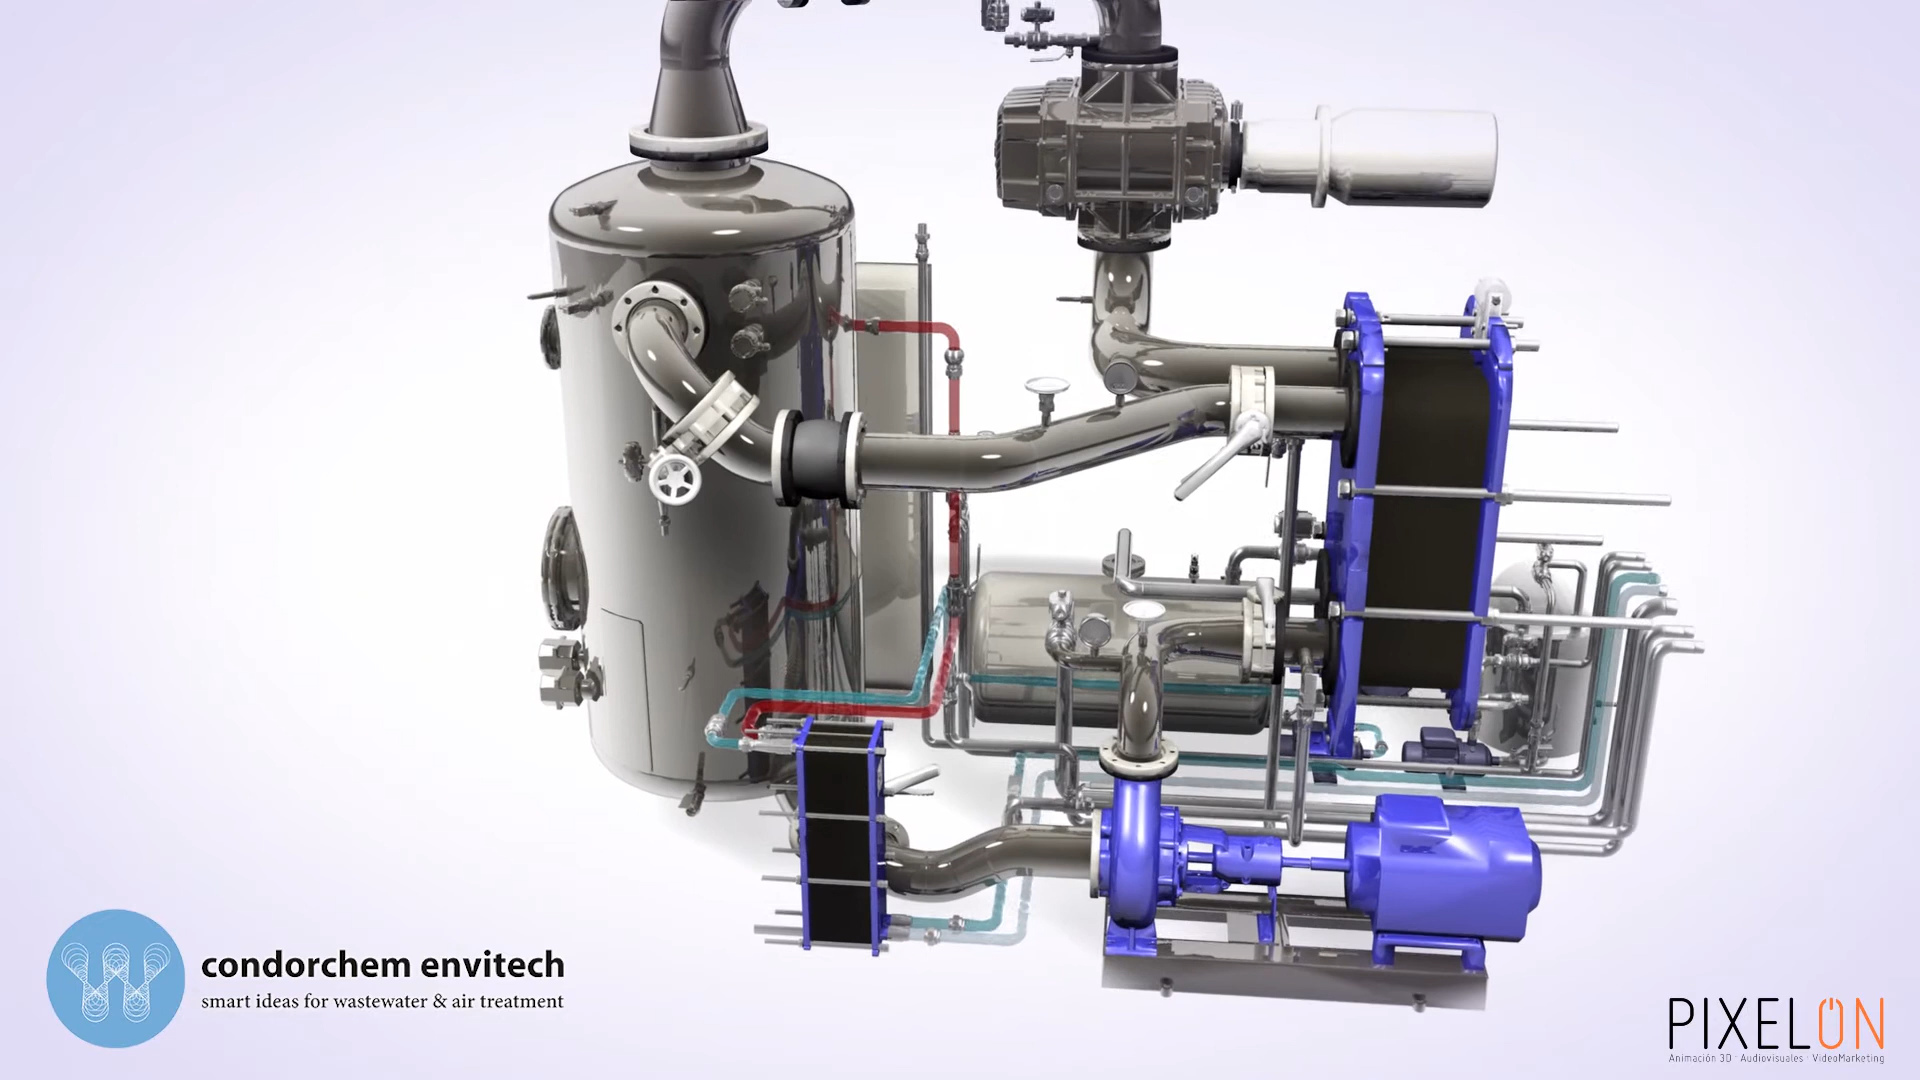 condorchem envitech
smart ideas for wastewater & air treatment
PIXELON
Animación 3D · Audiovisuales · VideoMarketing